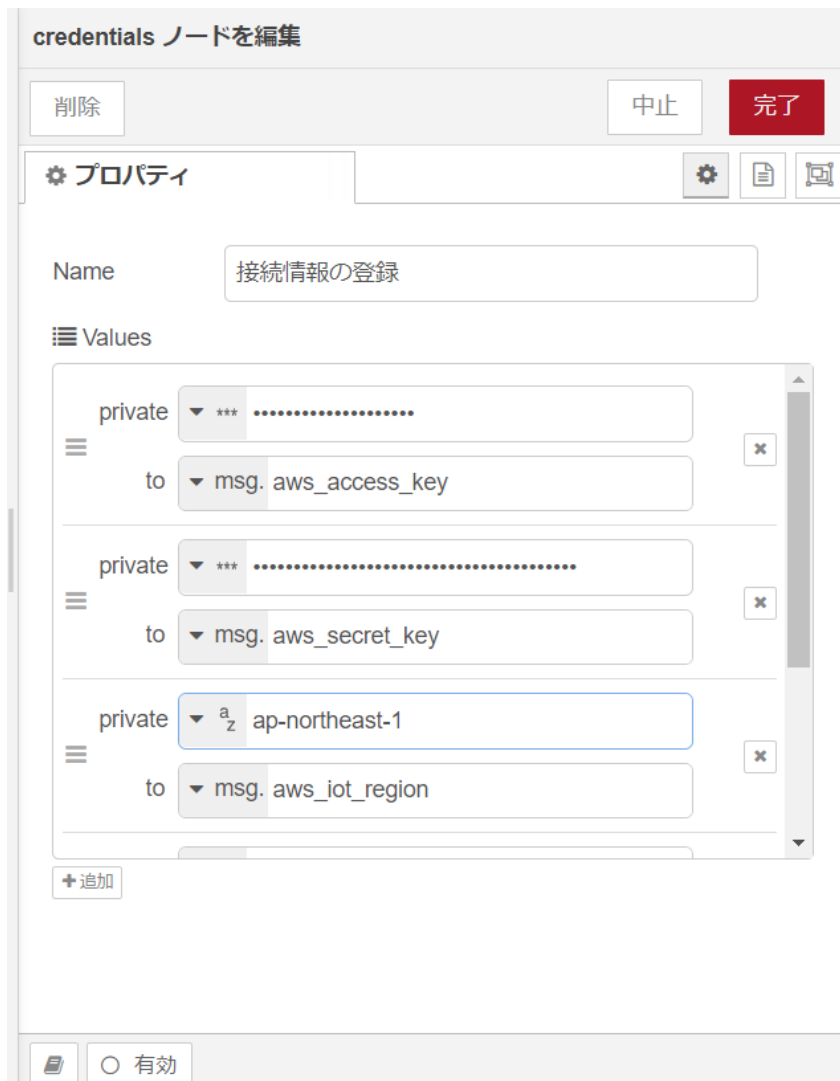 credentials ノードを編集
削除 中止 完了
プロパティ
Name 接続情報の登録
Values
private *** ••••••••••••••••••••
to msg. aws_access_key
private *** ••••••••••••••••••••••••••••••••••••••••
to msg. aws_secret_key
private az ap-northeast-1
to msg. aws_iot_region
追加
有効